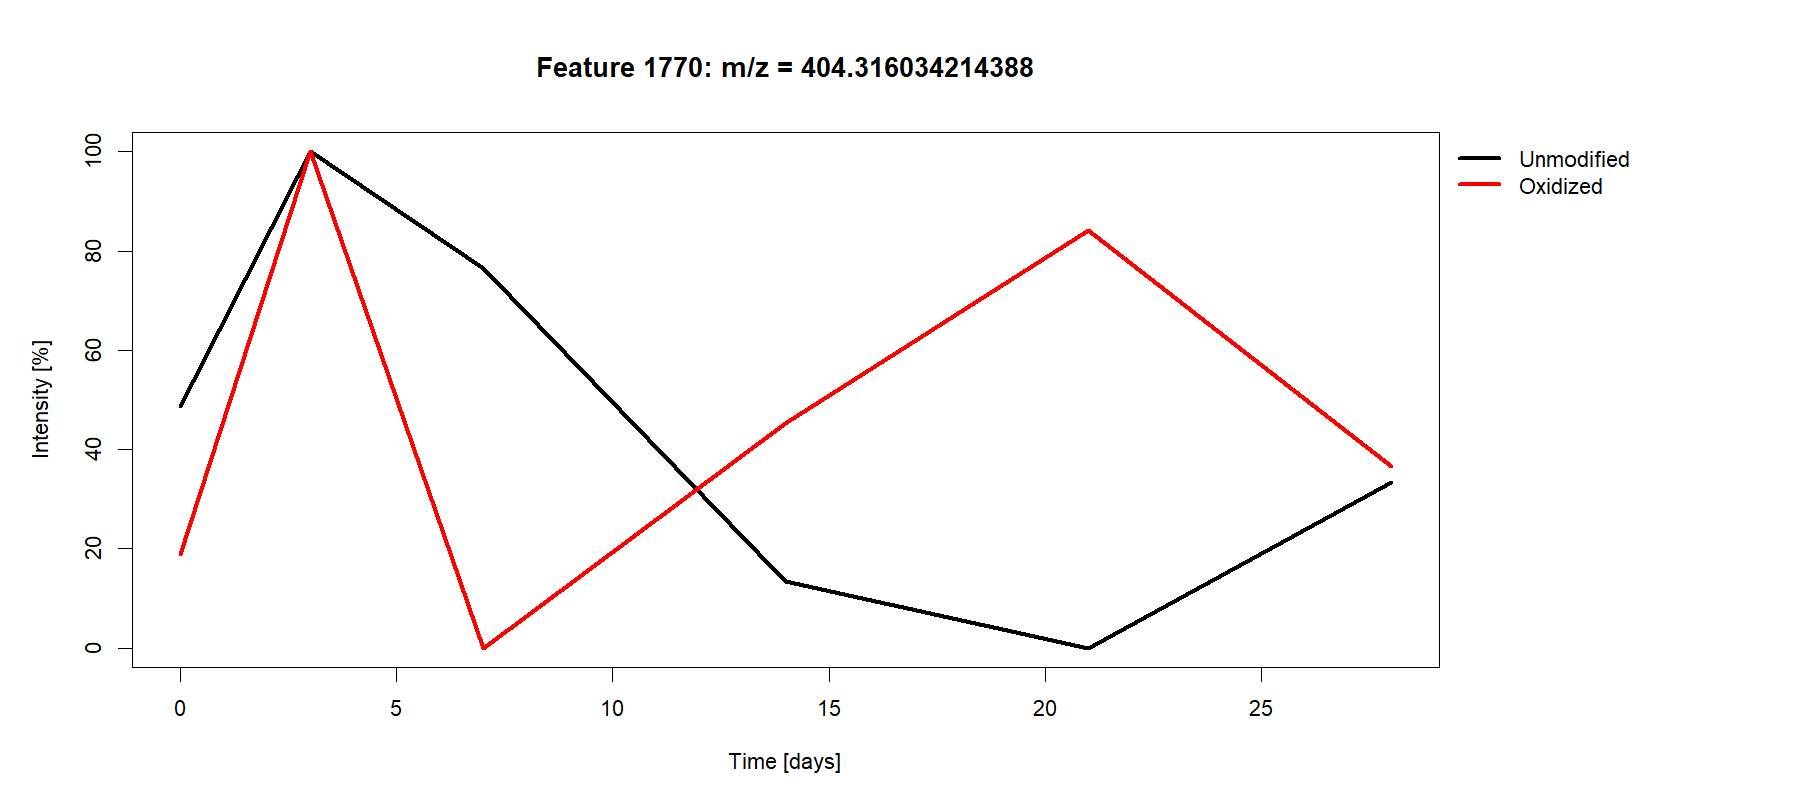 Feature 1770: m/z = 404.316034214388
Unmodified
Oxidized
Intensity [%]
100
80
60
40
20
0
0 5 10 15 20 25
Time [days]